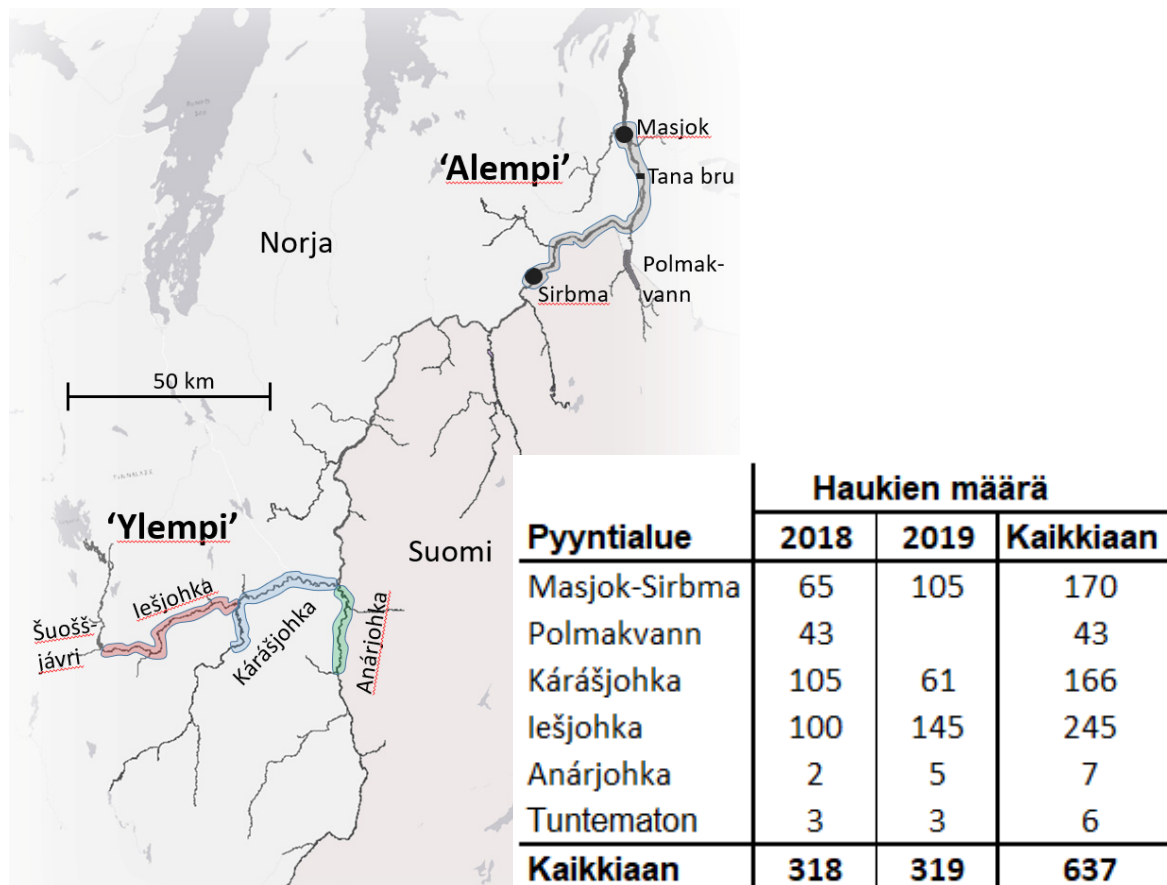 Masjok
'Alempi'
Tana bru
Norja
Polmak-
vann
Sirbma
50 km
'Ylempi'
Suomi
Iešjohka
Šuošš-
jávri
Kárášjohka
Anárjohka
Haukien määrä
Pyyntialue 2018 2019 Kaikkiaan
Masjok-Sirbma 65 105 170
Polmakvann 43 43
Kárášjohka 105 61 166
Iešjohka 100 145 245
Anárjohka 2 5 7
Tuntematon 3 3 6
Kaikkiaan 318 319 637